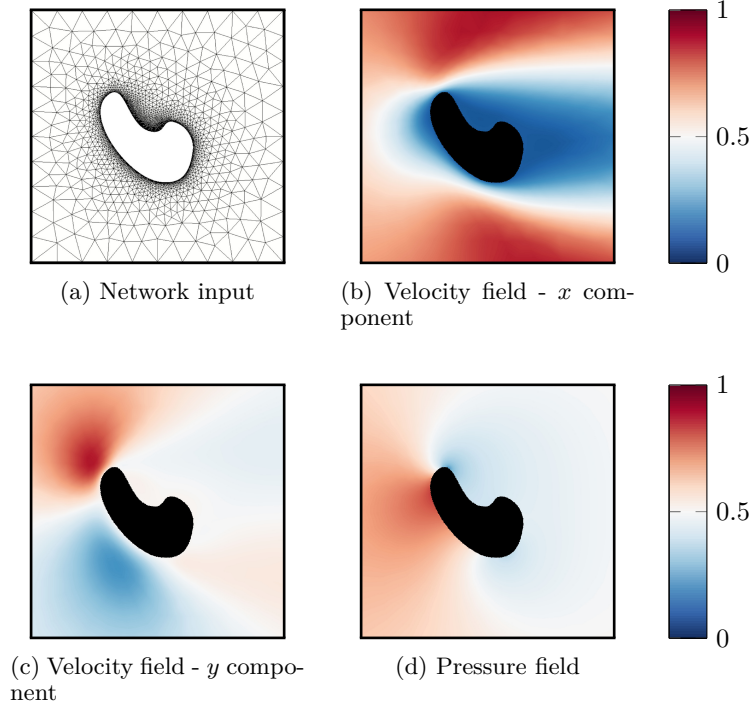 1
0.5
0
(a) Network input
(b) Velocity field - x com-
ponent
1
0.5
0
(c) Velocity field - y compo-
nent
(d) Pressure field